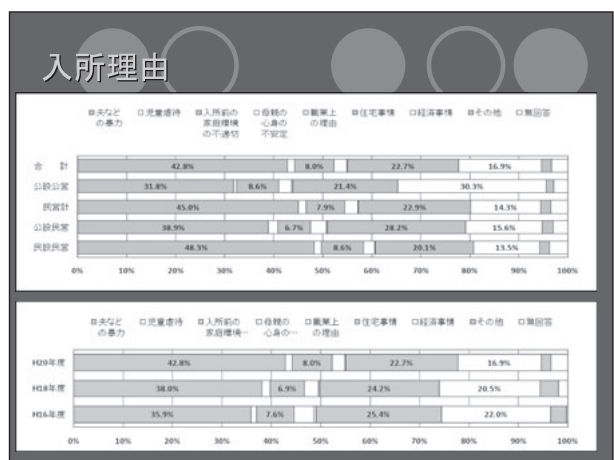 入所理由
■夫など □児童虐待 ■入所前の □母親の □職業上 ■住宅事情 □経済事情 ■その他 □無回答
の暴力 家庭環境 心身の の理由
の不適切 不安定
合 計 42.8% 8.0% 22.7% 16.9%
公設公営 31.8% 8.6% 21.4% 30.3%
民営計 45.0% 7.9% 22.9% 14.3%
公設民営 38.9% 6.7% 28.2% 15.6%
民設民営 48.3% 8.6% 20.1% 13.5%
0% 10% 20% 30% 40% 50% 60% 70% 80% 90% 100%
■夫など □児童虐待 ■入所前の □母親の □職業上 ■住宅事情 □経済事情 ■その他 □無回答
の暴力 家庭環境… 心身の… の理由
H20年度 42.8% 8.0% 22.7% 16.9%
H18年度 38.0% 6.9% 24.2% 20.5%
H16年度 35.9% 7.6% 25.4% 22.0%
0% 10% 20% 30% 40% 50% 60% 70% 80% 90% 100%